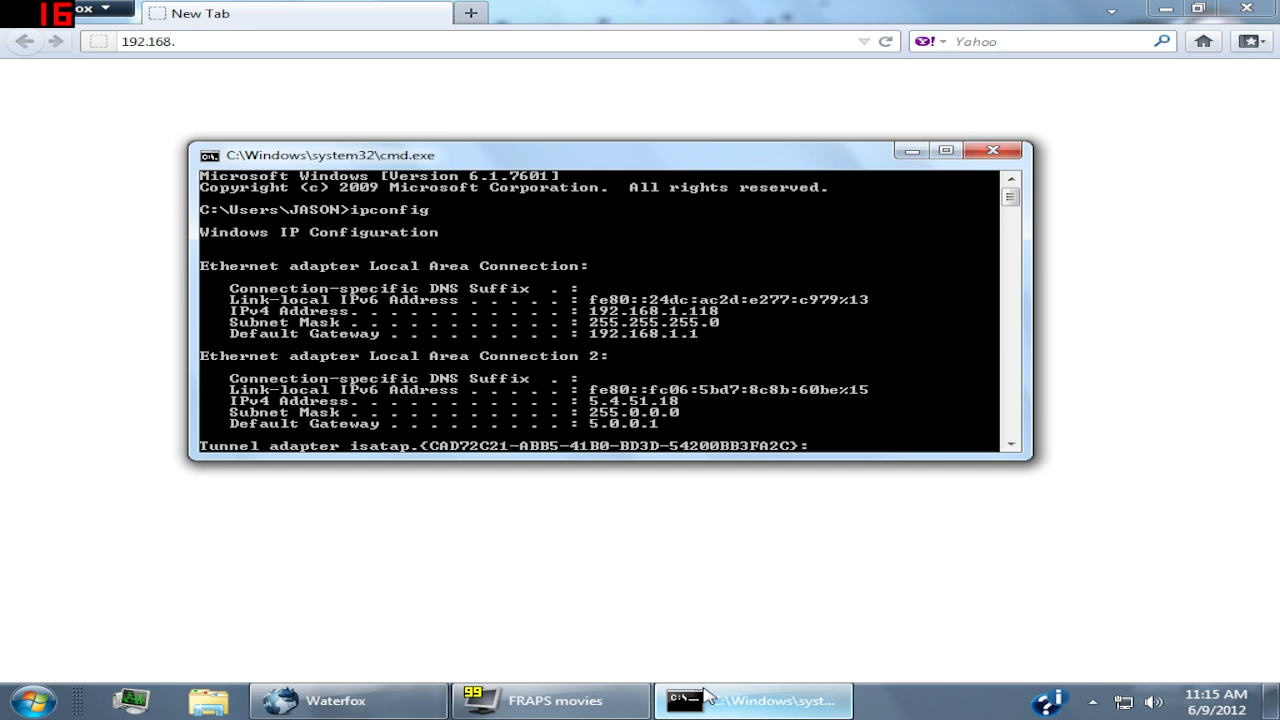 16
ox
New Tab
192.168.
Yahoo
C:\Windows\system32\cmd.exe
Microsoft Windows [Version 6.1.7601]
Copyright (c) 2009 Microsoft Corporation.  All rights reserved.
C:\Users\JASON>ipconfig
Windows IP Configuration
Ethernet adapter Local Area Connection:
Connection-specific DNS Suffix  . :
Link-local IPv6 Address . . . . . : fe80::24dc:ac2d:e277:c979%13
IPv4 Address. . . . . . . . . . . : 192.168.1.118
Subnet Mask . . . . . . . . . . . : 255.255.255.0
Default Gateway . . . . . . . . . : 192.168.1.1
Ethernet adapter Local Area Connection 2:
Connection-specific DNS Suffix  . :
Link-local IPv6 Address . . . . . : fe80::fc06:5bd7:8c8b:60be%15
IPv4 Address. . . . . . . . . . . : 5.4.51.18
Subnet Mask . . . . . . . . . . . : 255.0.0.0
Default Gateway . . . . . . . . . : 5.0.0.1
Tunnel adapter isatap.{CAD72C21-ABB5-41B0-BD3D-54200BB3FA2C}:
Waterfox
99
FRAPS movies
C:\
:\Windows\syst...
11:15 AM
6/9/2012